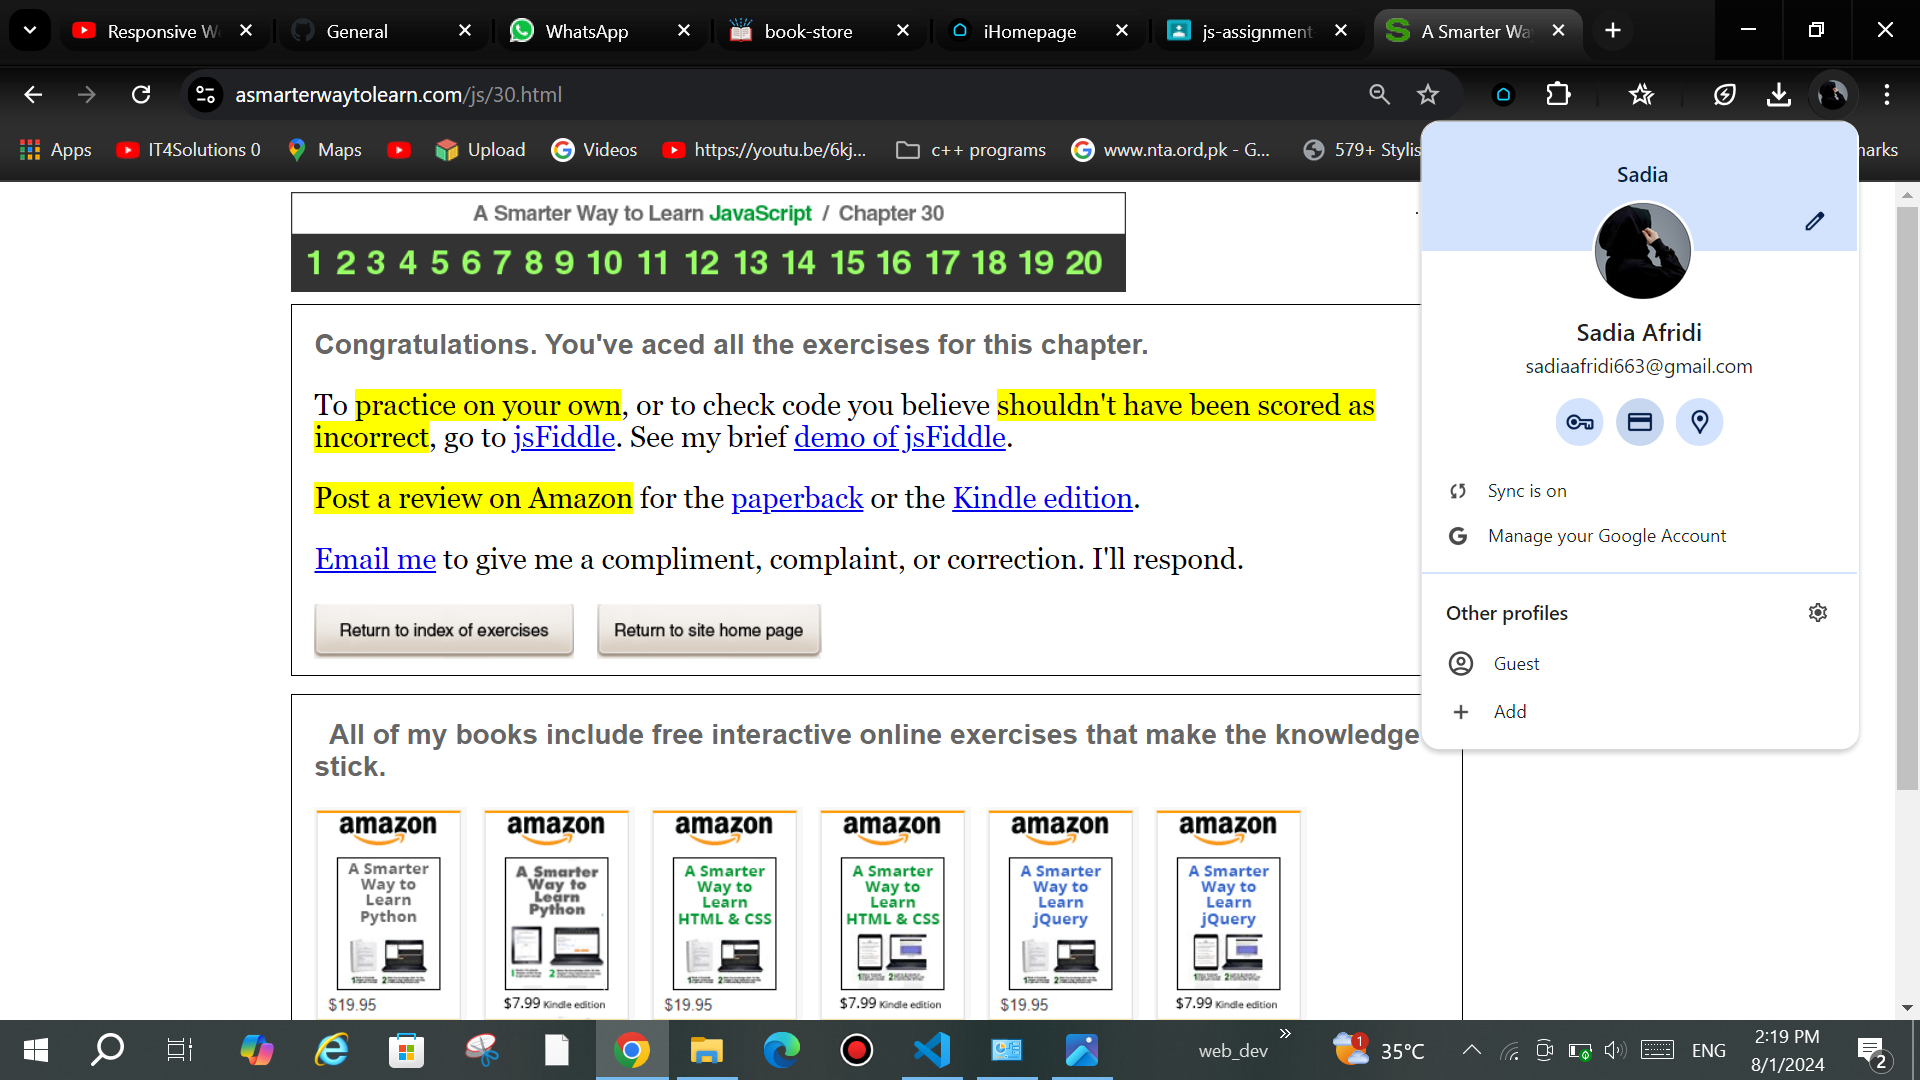 Responsive W
General
WhatsApp
book-store
iHomepage
js-assignment
A Smarter Wa
asmarterwaytolearn.com/js/30.html
Apps
IT4Solutions 0
Maps
Upload
Videos
https://youtu.be/6kj...
c++ programs
www.nta.ord,pk - G...
579+ Stylis
narks
A Smarter Way to Learn JavaScript / Chapter 30
1 2 3 4 5 6 7 8 9 10 11 12 13 14 15 16 17 18 19 20
Congratulations. You've aced all the exercises for this chapter.
To practice on your own, or to check code you believe shouldn't have been scored as
incorrect, go to jsFiddle. See my brief demo of jsFiddle.
Post a review on Amazon for the paperback or the Kindle edition.
Email me to give me a compliment, complaint, or correction. I'll respond.
Return to index of exercises
Return to site home page
All of my books include free interactive online exercises that make the knowledge
stick.
amazon
A Smarter
Way to
Learn
Python
$19.95
amazon
A Smarter
Way to
Learn
Python
$7.99 Kindle edition
amazon
A Smarter
Way to
Learn
HTML & CSS
$19.95
amazon
A Smarter
Way to
Learn
HTML & CSS
$7.99 Kindle edition
amazon
A Smarter
Way to
Learn
jQuery
$19.95
amazon
A Smarter
Way to
Learn
jQuery
$7.99 Kindle edition
Sadia
Sadia Afridi
sadiaafridi663@gmail.com
Sync is on
Manage your Google Account
Other profiles
Guest
Add
web_dev
1
35°C
ENG
2:19 PM
8/1/2024
2